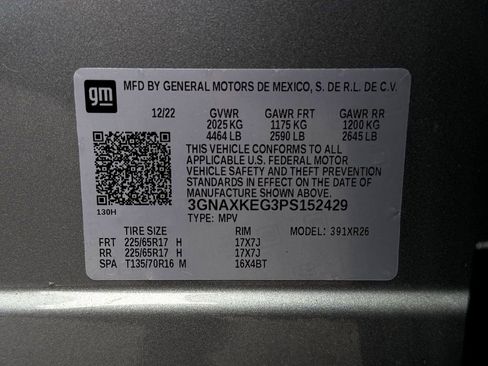 gm MFD BY GENERAL MOTORS DE MEXICO, S. DE R.L. DE C.V.
12/22 GVWR GAWR FRT GAWR RR
2025 KG 1175 KG 1200 KG
4464 LB 2590 LB 2645 LB
THIS VEHICLE CONFORMS TO ALL
APPLICABLE U.S. FEDERAL MOTOR
VEHICLE SAFETY AND THEFT PREVENTION
STANDARDS IN EFFECT ON THE DATE OF
MANUFACTURE SHOWN ABOVE.
3GNAXKEG3PS152429
130H TYPE: MPV
TIRE SIZE RIM MODEL: 391XR26
FRT 225/65R17 H 17X7J
RR 225/65R17 H 17X7J
SPA T135/70R16 M 16X4BT